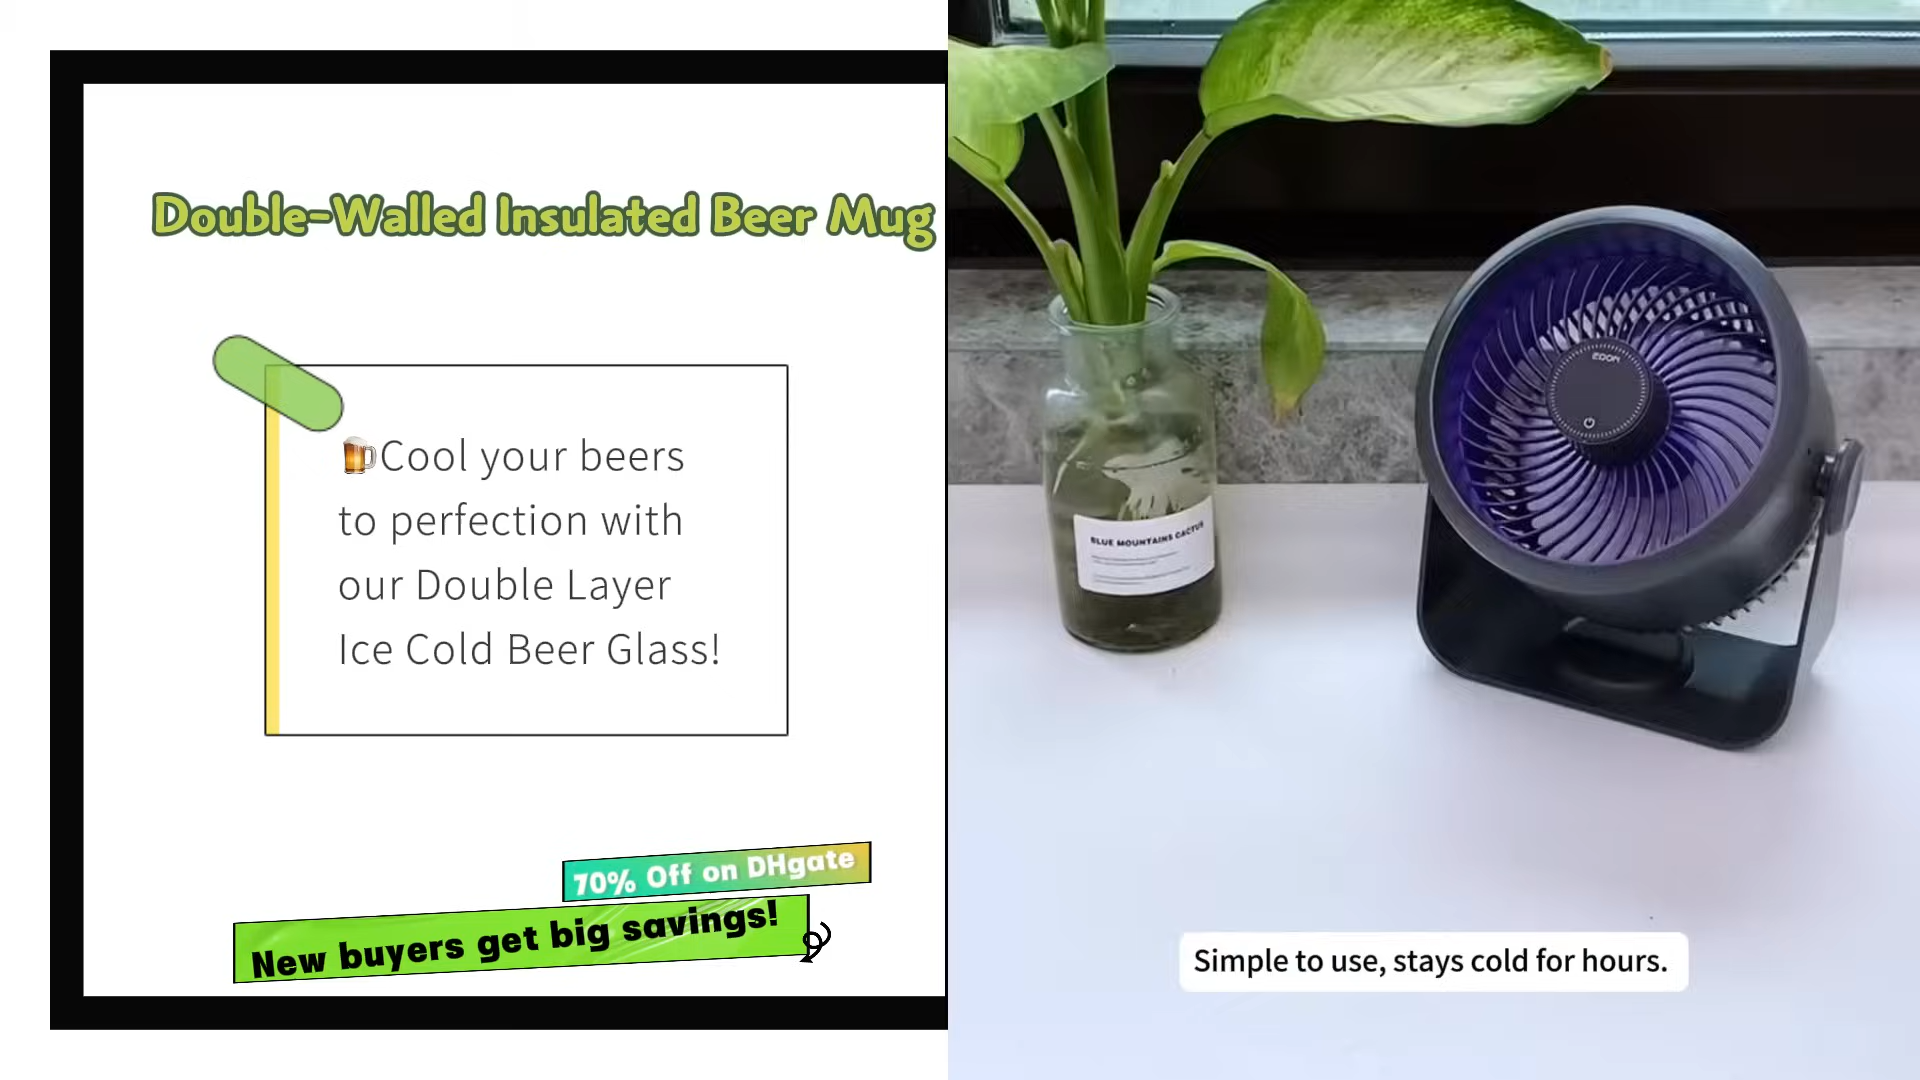 Double-Walled Insulated Beer Mug
🍺Cool your beers
to perfection with
our Double Layer
Ice Cold Beer Glass!
70% Off on DHgate
New buyers get big savings!
BLUE MOUNTAINS CACTUS
Simple to use, stays cold for hours.